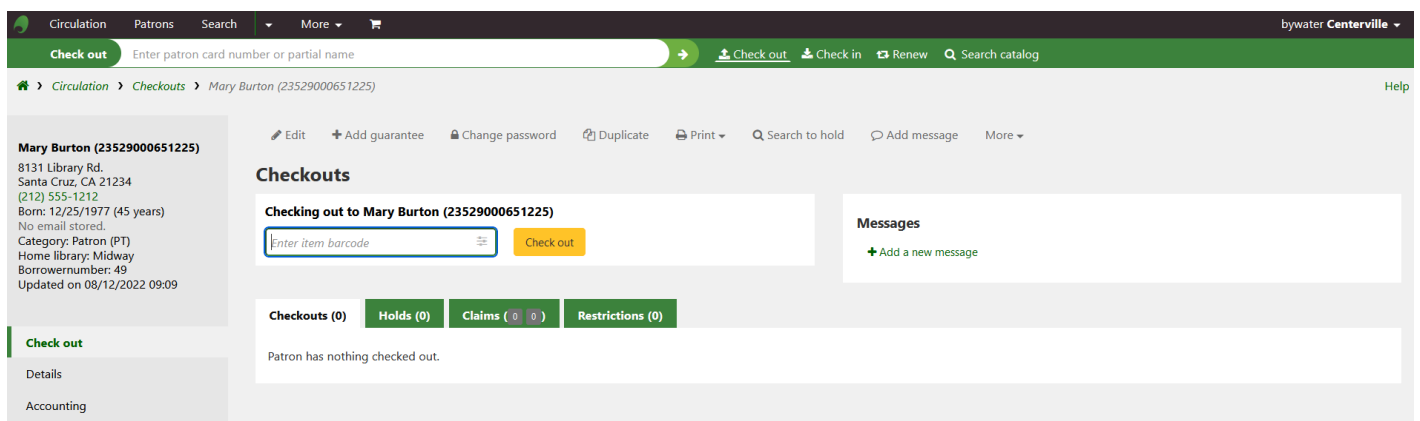 Circulation Patrons Search More
bywater Centerville
Check out Enter patron card number or partial name Check out Check in Renew Search catalog
Circulation Checkouts Mary Burton (23529000651225)
Help
Edit Add guarantee Change password Duplicate Print Search to hold Add message More
Mary Burton (23529000651225)
8131 Library Rd.
Santa Cruz, CA 21234
(212) 555-1212
Born: 12/25/1977 (45 years)
No email stored.
Category: Patron (PT)
Home library: Midway
Borrowernumber: 49
Updated on 08/12/2022 09:09
Check out
Details
Accounting
Checkouts
Checking out to Mary Burton (23529000651225)
Enter item barcode Check out
Messages
Add a new message
Checkouts (0) Holds (0) Claims ( 0 0 ) Restrictions (0)
Patron has nothing checked out.